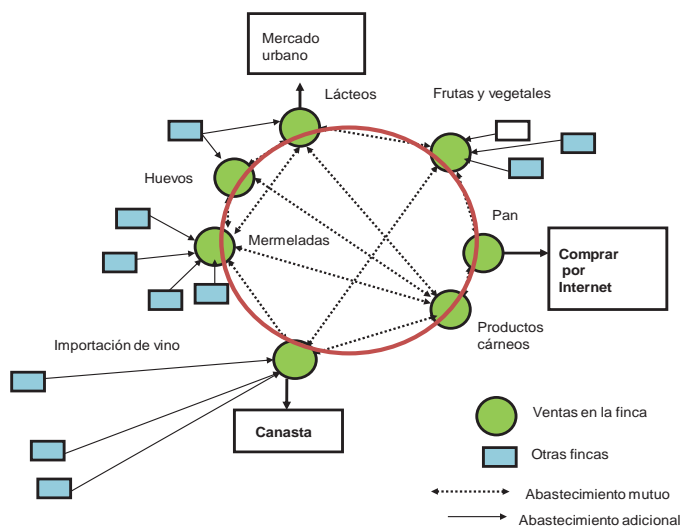 Mercado
urbano
Lácteos
Frutas y vegetales
Huevos
Pan
Mermeladas
Comprar
por
Internet
Productos
cárneos
Importación de vino
Canasta
Ventas en la finca
Otras fincas
Abastecimiento mutuo
Abastecimiento adicional